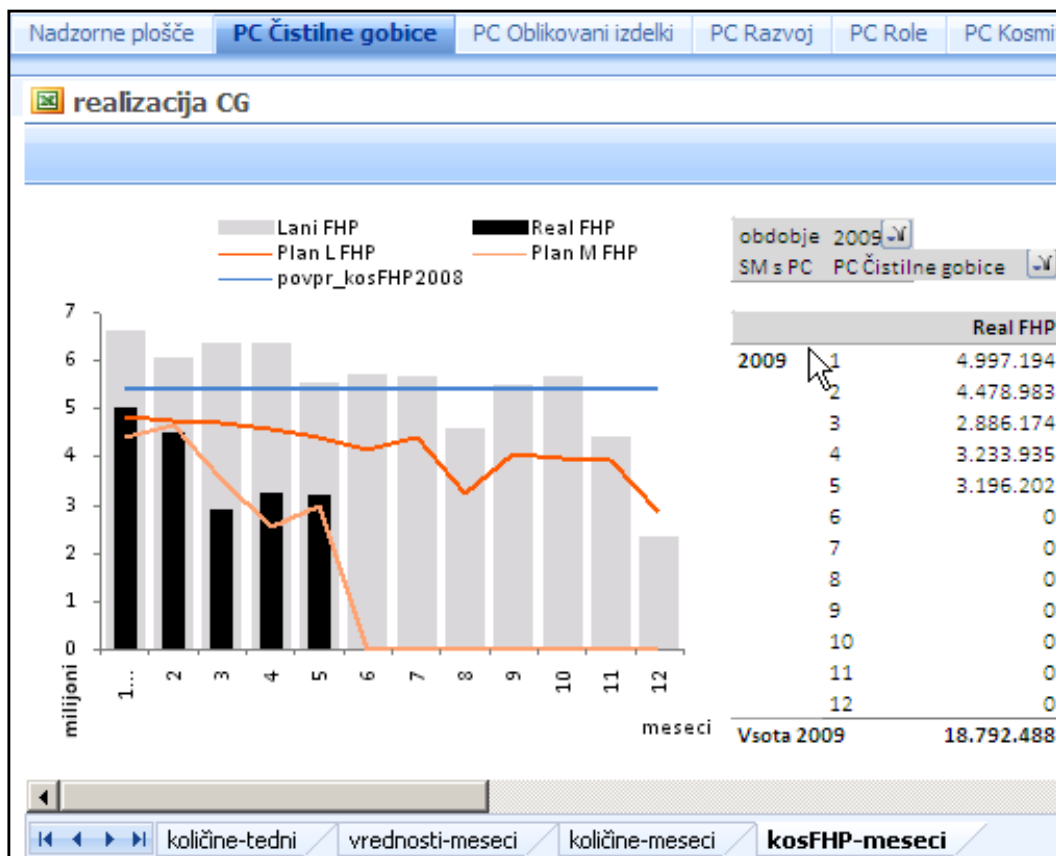 Nadzorne plošče PC Čistilne gobice PC Oblikovani izdelki PC Razvoj PC Role PC Kosmi
realizacija CG
Lani FHP Real FHP
Plan L FHP Plan M FHP
povpr_kosFHP2008
obdobje 2009
SM s PC PC Čistilne gobice
7
6
5
4
3
2
1
0
milijoni
1... 2 3 4 5 6 7 8 9 10 11 12
meseci
Real FHP
2009 1 4.997.194
2 4.478.983
3 2.886.174
4 3.233.935
5 3.196.202
6 0
7 0
8 0
9 0
10 0
11 0
12 0
Vsota 2009 18.792.488
količine-tedni vrednosti-meseci količine-meseci kosFHP-meseci